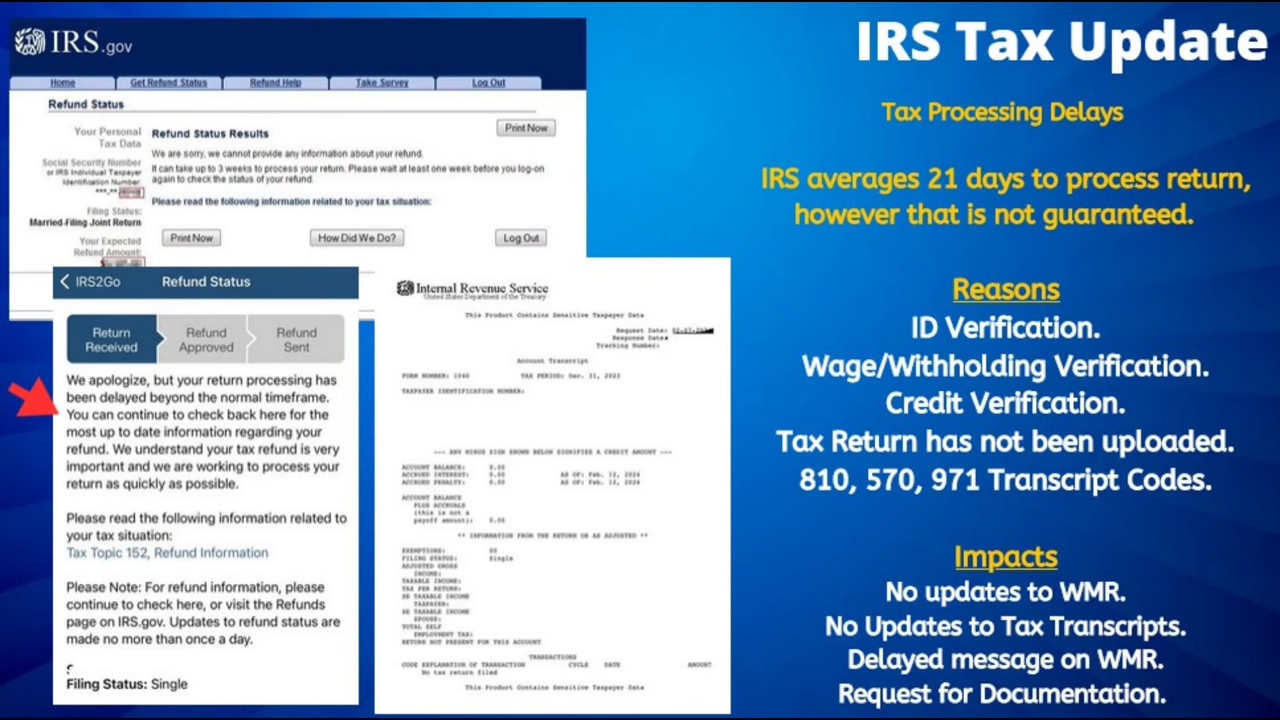 IRS.gov
Home
Get Refund Status
Refund Help
Take Survey
Log Out
Refund Status
Your Personal
Tax Data
Social Security Number
or IRS Individual Taxpayer
Identification Number:
***-**
Filing Status:
Married-Filing Joint Return
Your Expected
Refund Amount:
$
Refund Status Results
Print Now
We are sorry, we cannot provide any information about your refund.
It can take up to 3 weeks to process your return. Please wait at least one week before you log-on
again to check the status of your refund.
Please read the following information related to your tax situation:
Print Now
How Did We Do?
Log Out
IRS2Go
Refund Status
Return
Received
Refund
Approved
Refund
Sent
We apologize, but your return processing has
been delayed beyond the normal timeframe.
You can continue to check back here for the
most up to date information regarding your
refund. We understand your tax refund is very
important and we are working to process your
return as quickly as possible.
Please read the following information related to
your tax situation:
Tax Topic 152, Refund Information
Please Note: For refund information, please
continue to check here, or visit the Refunds
page on IRS.gov. Updates to refund status are
made no more than once a day.
Filing Status: Single
Internal Revenue Service
United States Department of the Treasury
This Product Contains Sensitive Taxpayer Data
Request Date:
Response Date:
Tracking Number:
Account Transcript
FORM NUMBER: 1040 TAX PERIOD: Dec. 31, 2023
TAXPAYER IDENTIFICATION NUMBER:
--- ANY MINUS SIGN SHOWN BELOW SIGNIFIES A CREDIT AMOUNT ---
ACCOUNT BALANCE: 0.00
ACCRUED INTEREST: 0.00 AS OF: Feb. 12, 2024
ACCRUED PENALTY: 0.00 AS OF: Feb. 12, 2024
ACCOUNT BALANCE
PLUS ACCRUALS
(this is not a
payoff amount): 0.00
** INFORMATION FROM THE RETURN OR AS ADJUSTED **
EXEMPTIONS: 00
FILING STATUS: Single
ADJUSTED GROSS
INCOME:
TAXABLE INCOME:
TAX PER RETURN:
SE TAXABLE INCOME
TAXPAYER:
SE TAXABLE INCOME
SPOUSE:
TOTAL SELF
EMPLOYMENT TAX:
RETURN NOT PRESENT FOR THIS ACCOUNT
TRANSACTIONS
CODE EXPLANATION OF TRANSACTION CYCLE DATE AMOUNT
No tax return filed
This Product Contains Sensitive Taxpayer Data
IRS Tax Update
Tax Processing Delays
IRS averages 21 days to process return,
however that is not guaranteed.
Reasons
ID Verification.
Wage/Withholding Verification.
Credit Verification.
Tax Return has not been uploaded.
810, 570, 971 Transcript Codes.
Impacts
No updates to WMR.
No Updates to Tax Transcripts.
Delayed message on WMR.
Request for Documentation.